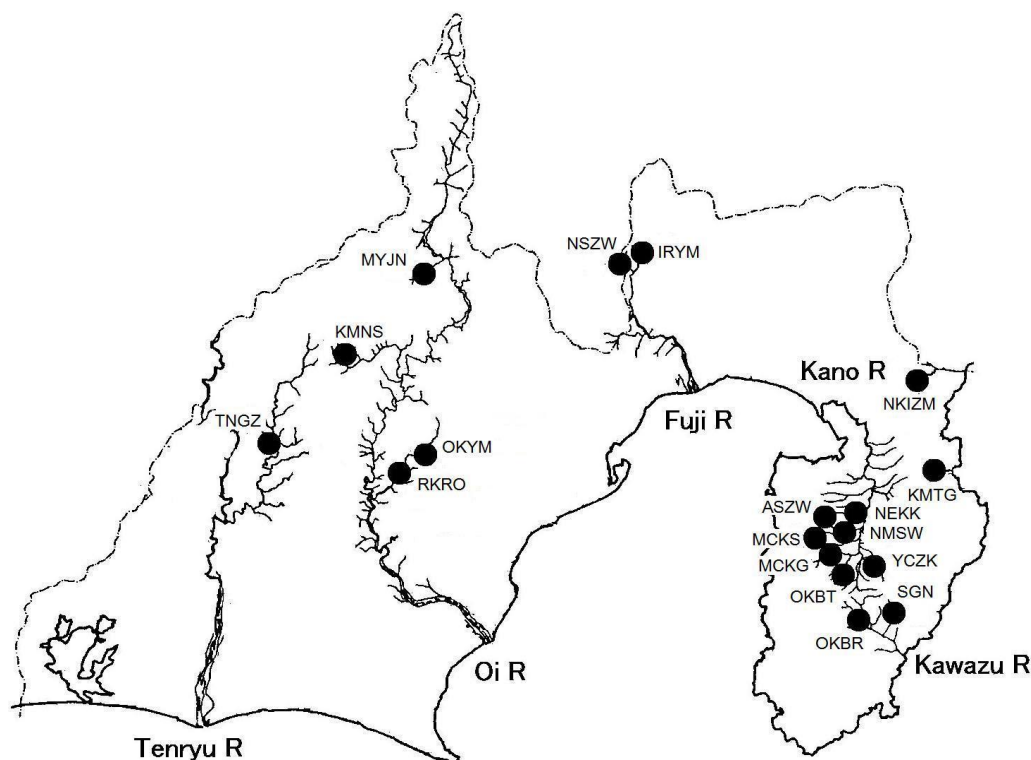 NSZW
IRYM
MYJN
KMNS
Kano R
NKIZM
Fuji R
TNGZ
OKYM
RKRO
KMTG
ASZW
NEKK
NMSW
MCKS
MCKG
YCZK
OKBT
SGN
OKBR
Oi R
Kawazu R
Tenryu R